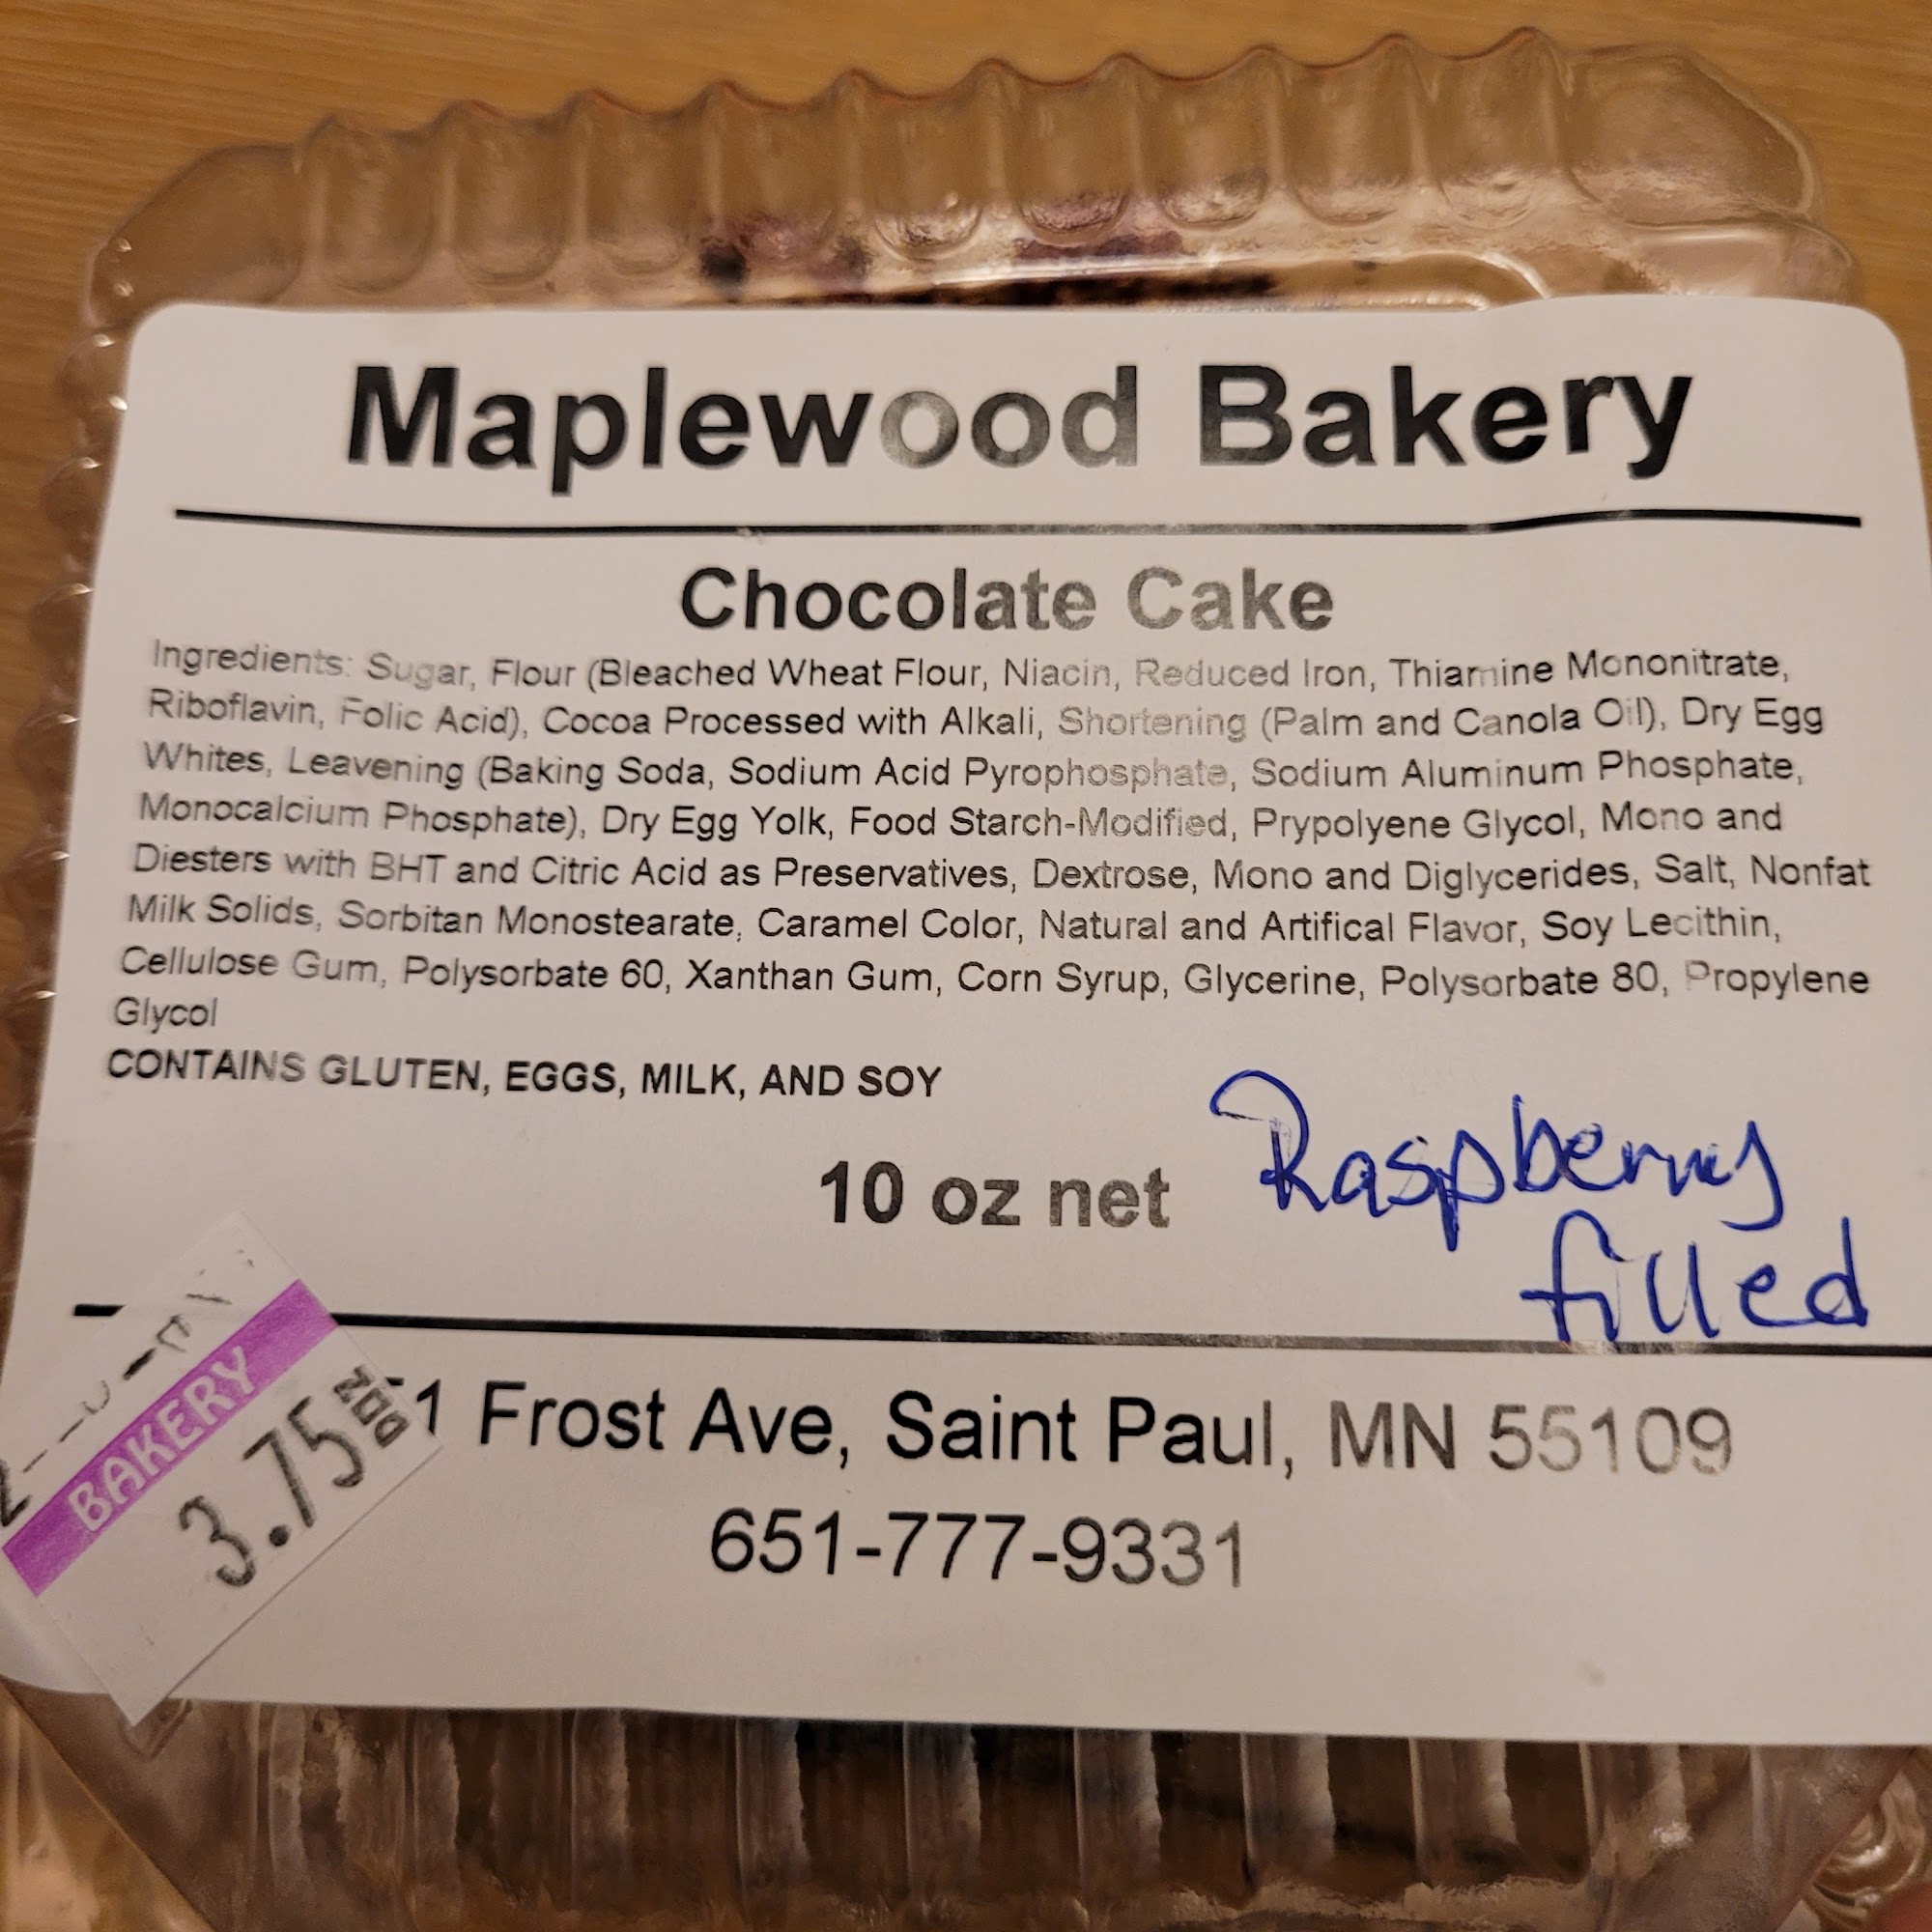 Maplewood Bakery
Chocolate Cake
Ingredients: Sugar, Flour (Bleached Wheat Flour, Niacin, Reduced Iron, Thiamine Mononitrate,
Riboflavin, Folic Acid), Cocoa Processed with Alkali, Shortening (Palm and Canola Oil), Dry Egg
Whites, Leavening (Baking Soda, Sodium Acid Pyrophosphate, Sodium Aluminum Phosphate,
Monocalcium Phosphate), Dry Egg Yolk, Food Starch-Modified, Prypolyene Glycol, Mono and
Diesters with BHT and Citric Acid as Preservatives, Dextrose, Mono and Diglycerides, Salt, Nonfat
Milk Solids, Sorbitan Monostearate, Caramel Color, Natural and Artifical Flavor, Soy Lecithin,
Cellulose Gum, Polysorbate 60, Xanthan Gum, Corn Syrup, Glycerine, Polysorbate 80, Propylene
Glycol
CONTAINS GLUTEN, EGGS, MILK, AND SOY
10 oz net
Raspberry
filled
BAKERY
3.75
1 Frost Ave, Saint Paul, MN 55109
651-777-9331